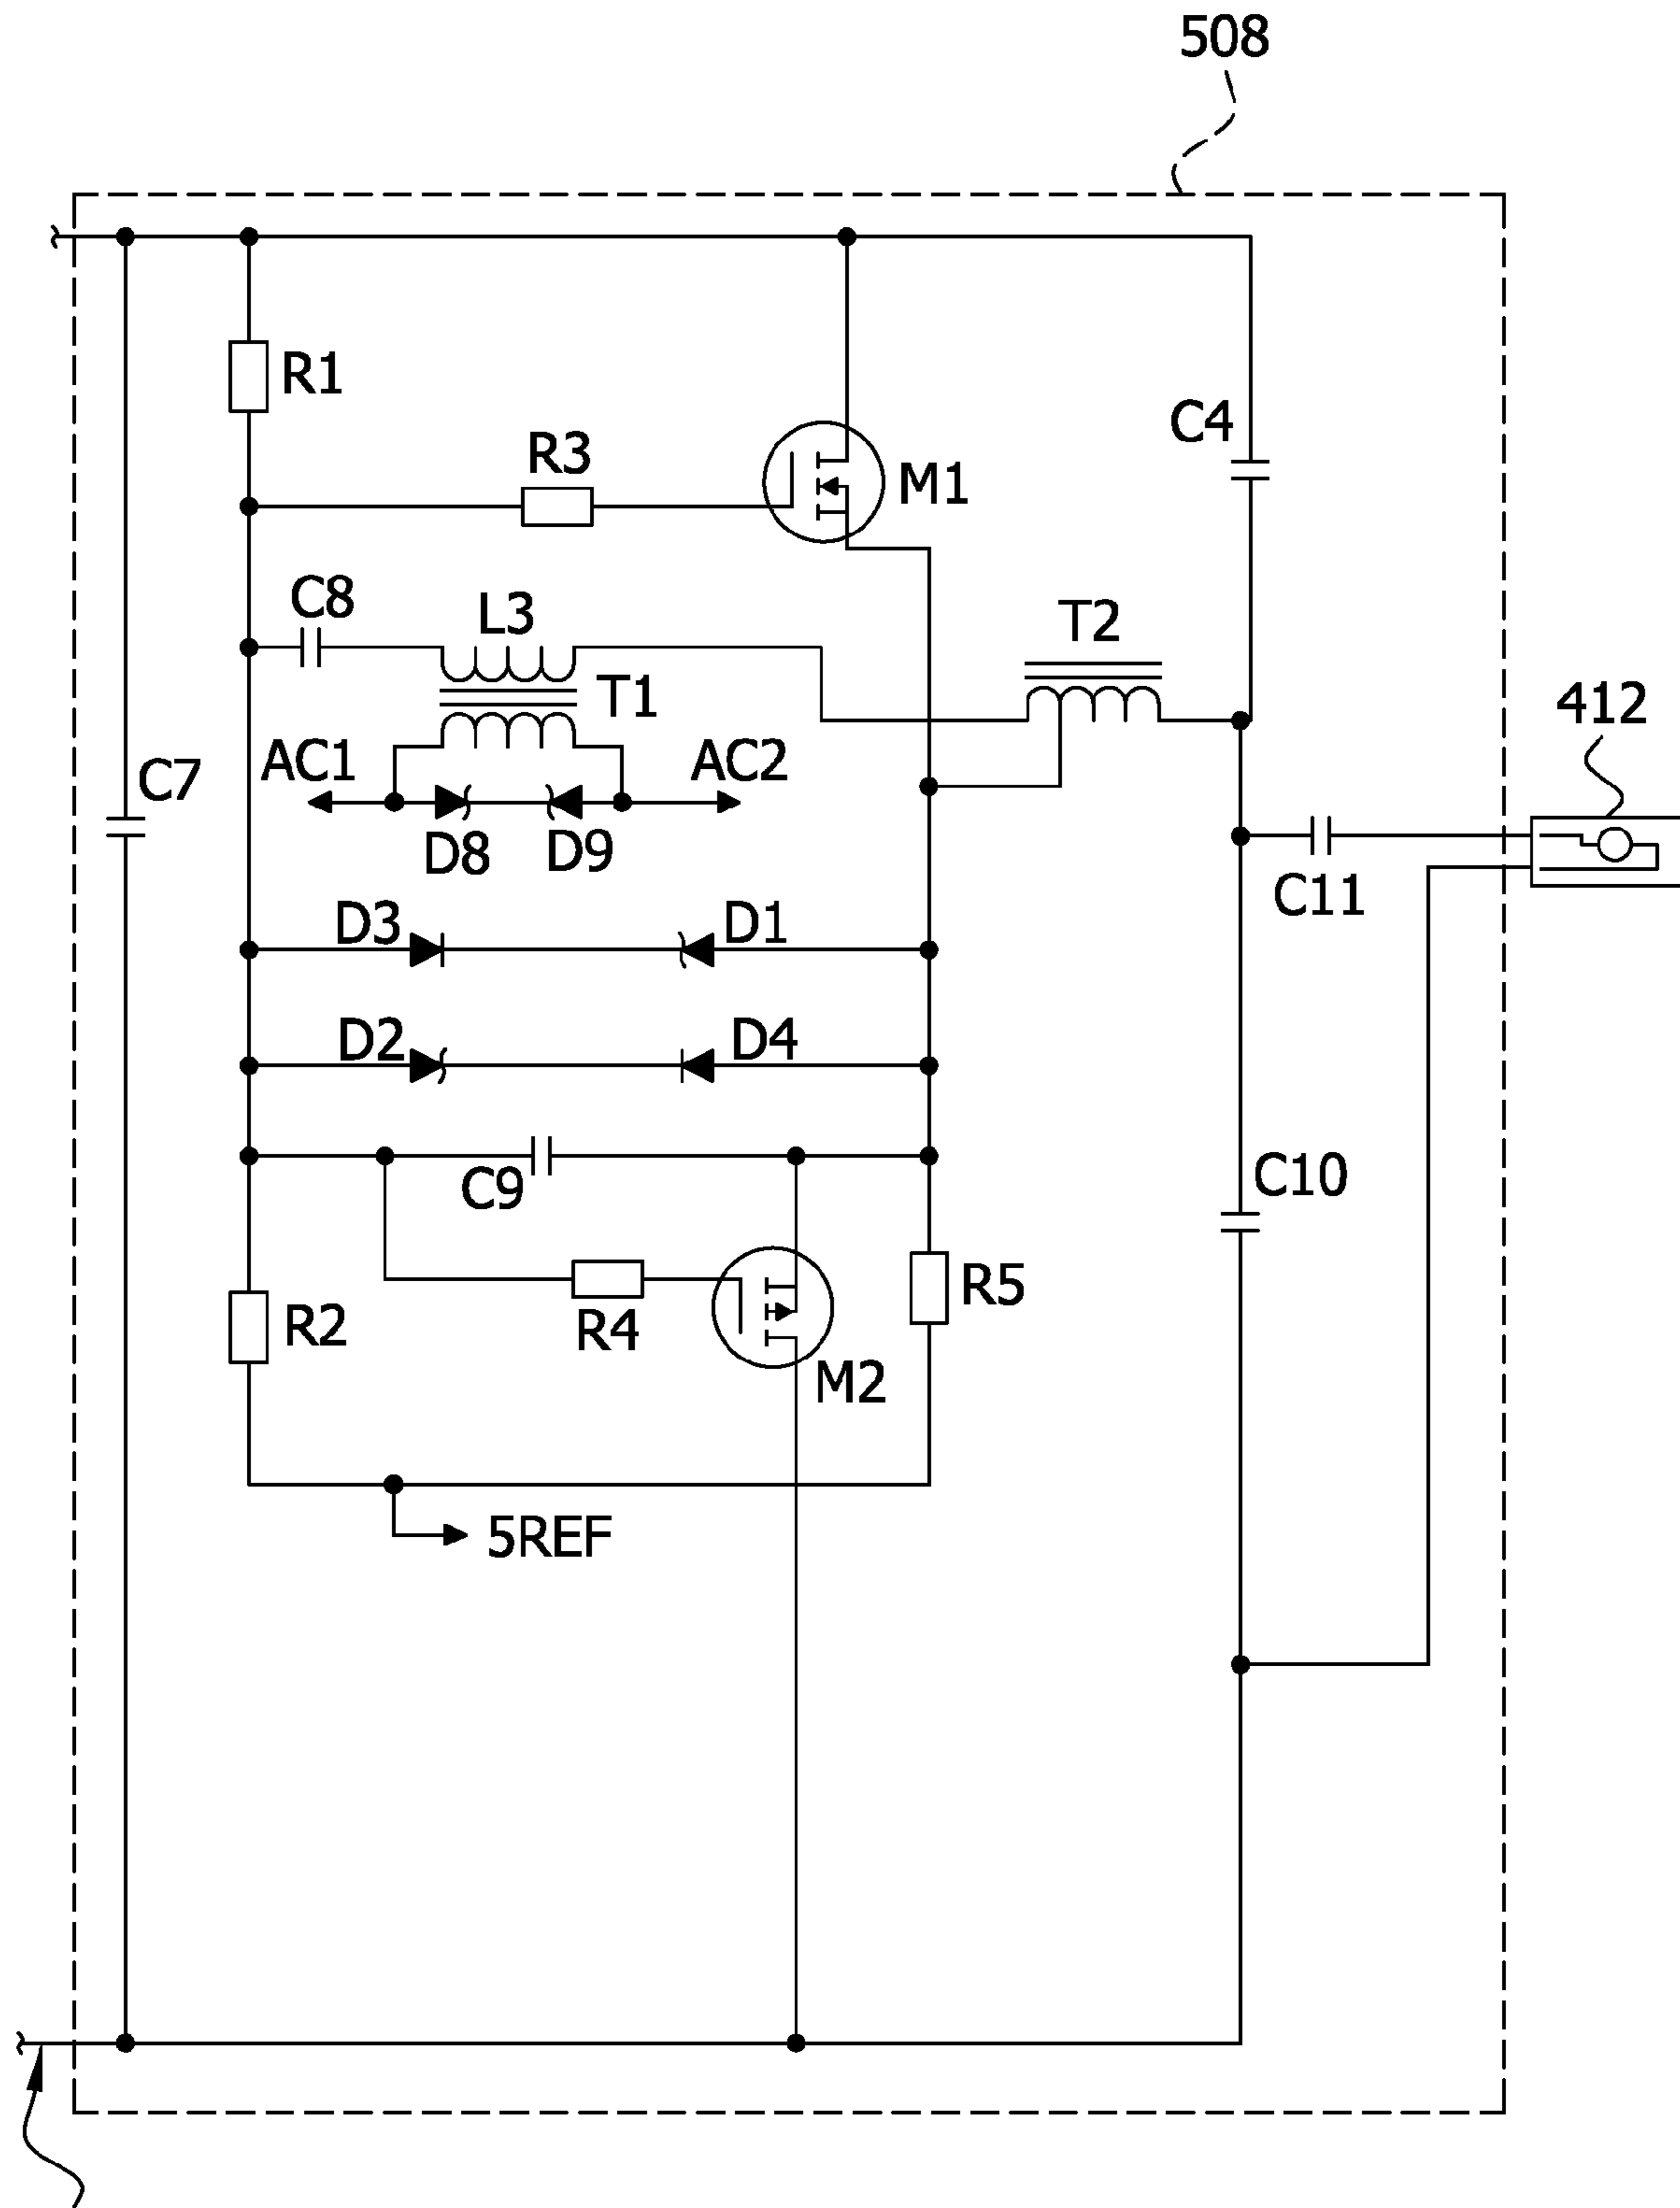 508
R1
C4
R3
M1
C8
L3
T2
T1
412
AC1
AC2
C7
D8
D9
C11
D3
D1
D2
D4
C9
C10
R5
R2
R4
M2
5REF